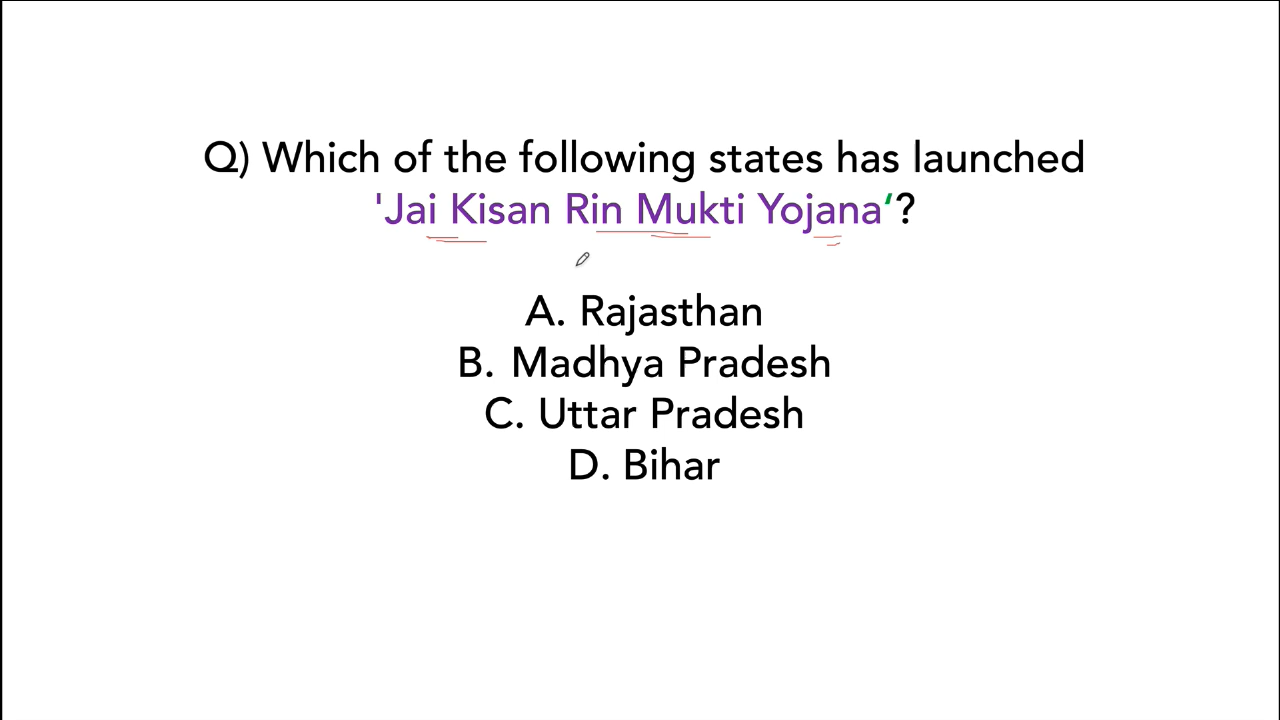 Q) Which of the following states has launched
'Jai Kisan Rin Mukti Yojana‘?
A. Rajasthan
B. Madhya Pradesh
C. Uttar Pradesh
D. Bihar